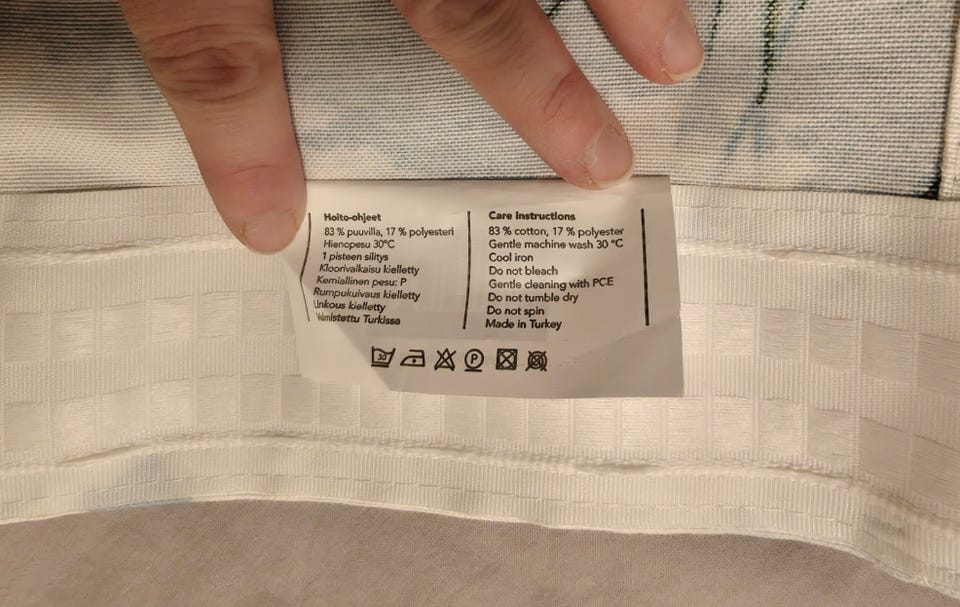 Hoito-ohjeet
83 % puuvilla, 17 % polyesteri
Hienopesu 30°C
1 pisteen silitys
Kloorivalkaisu kielletty
Kemiallinen pesu: P
Rumpukuivaus kielletty
Linkous kielletty
Valmistettu Turkissa
Care instructions
83 % cotton, 17 % polyester
Gentle machine wash 30 °C
Cool iron
Do not bleach
Gentle cleaning with PCE
Do not tumble dry
Do not spin
Made in Turkey
30 P